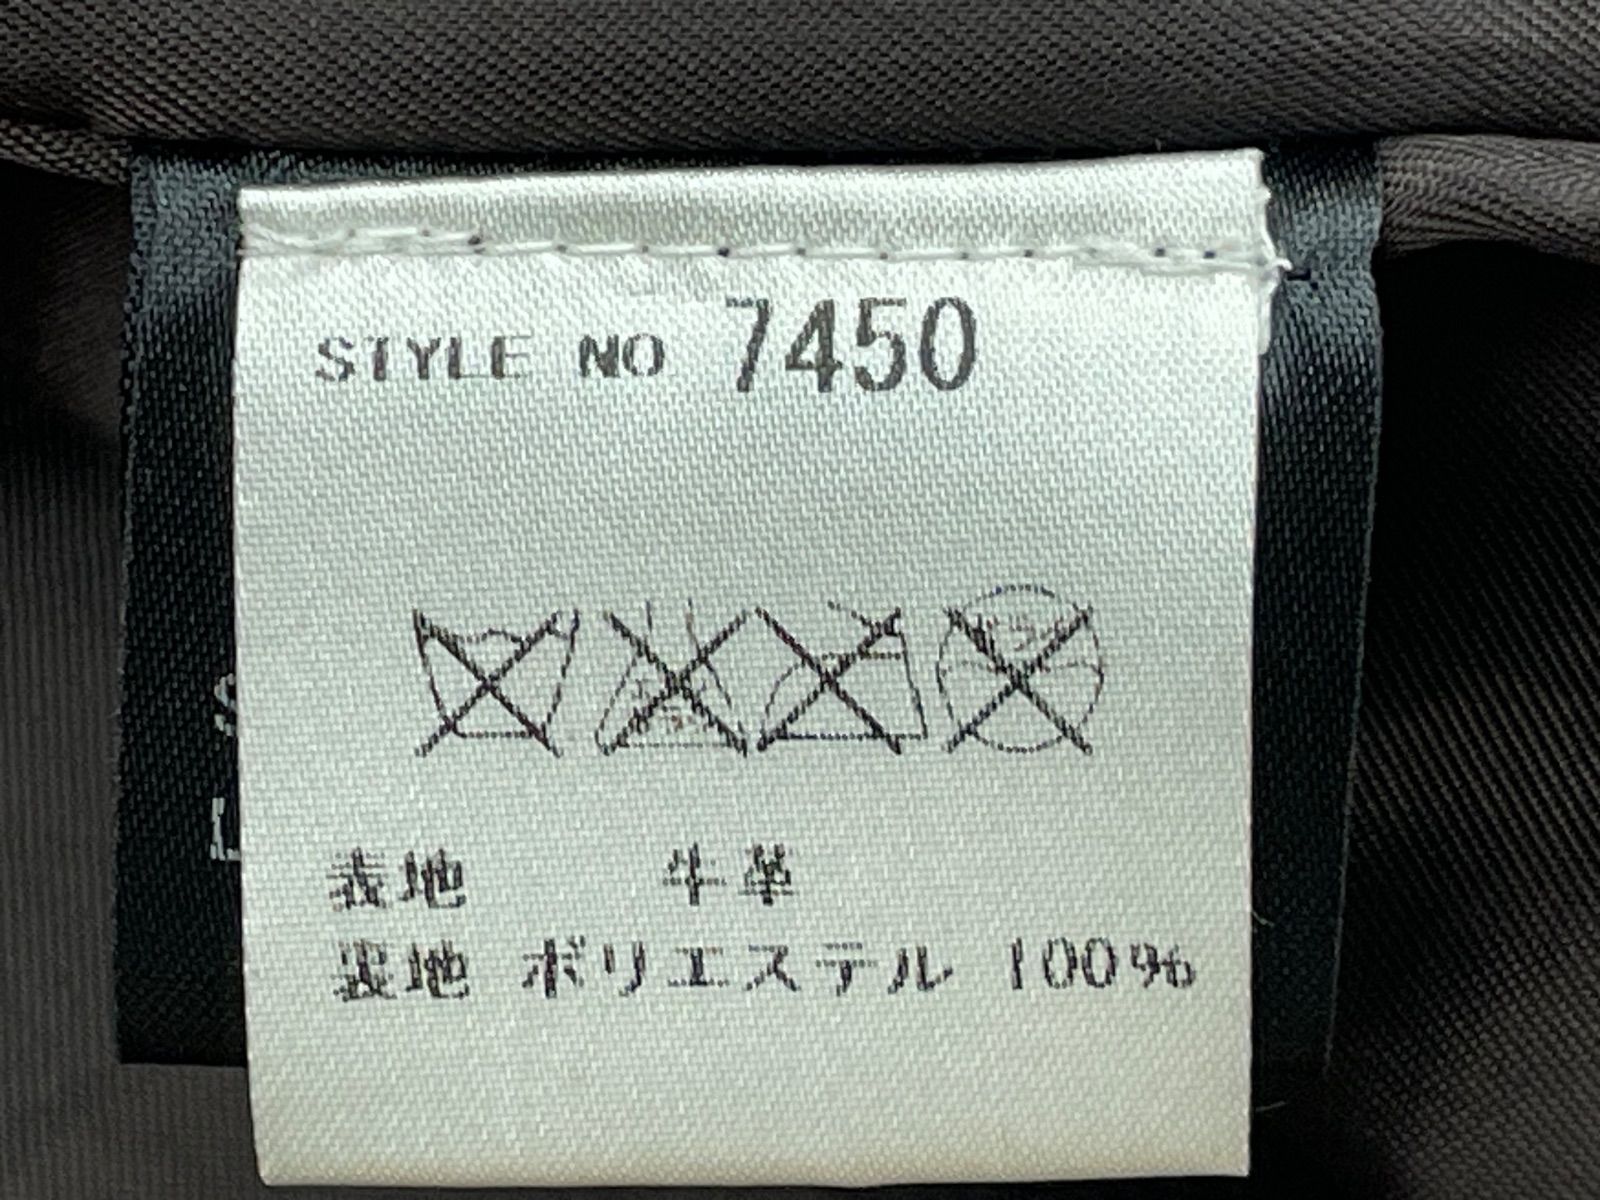 STYLE NO 7450
表地 牛革
裏地 ポリエステル 100%